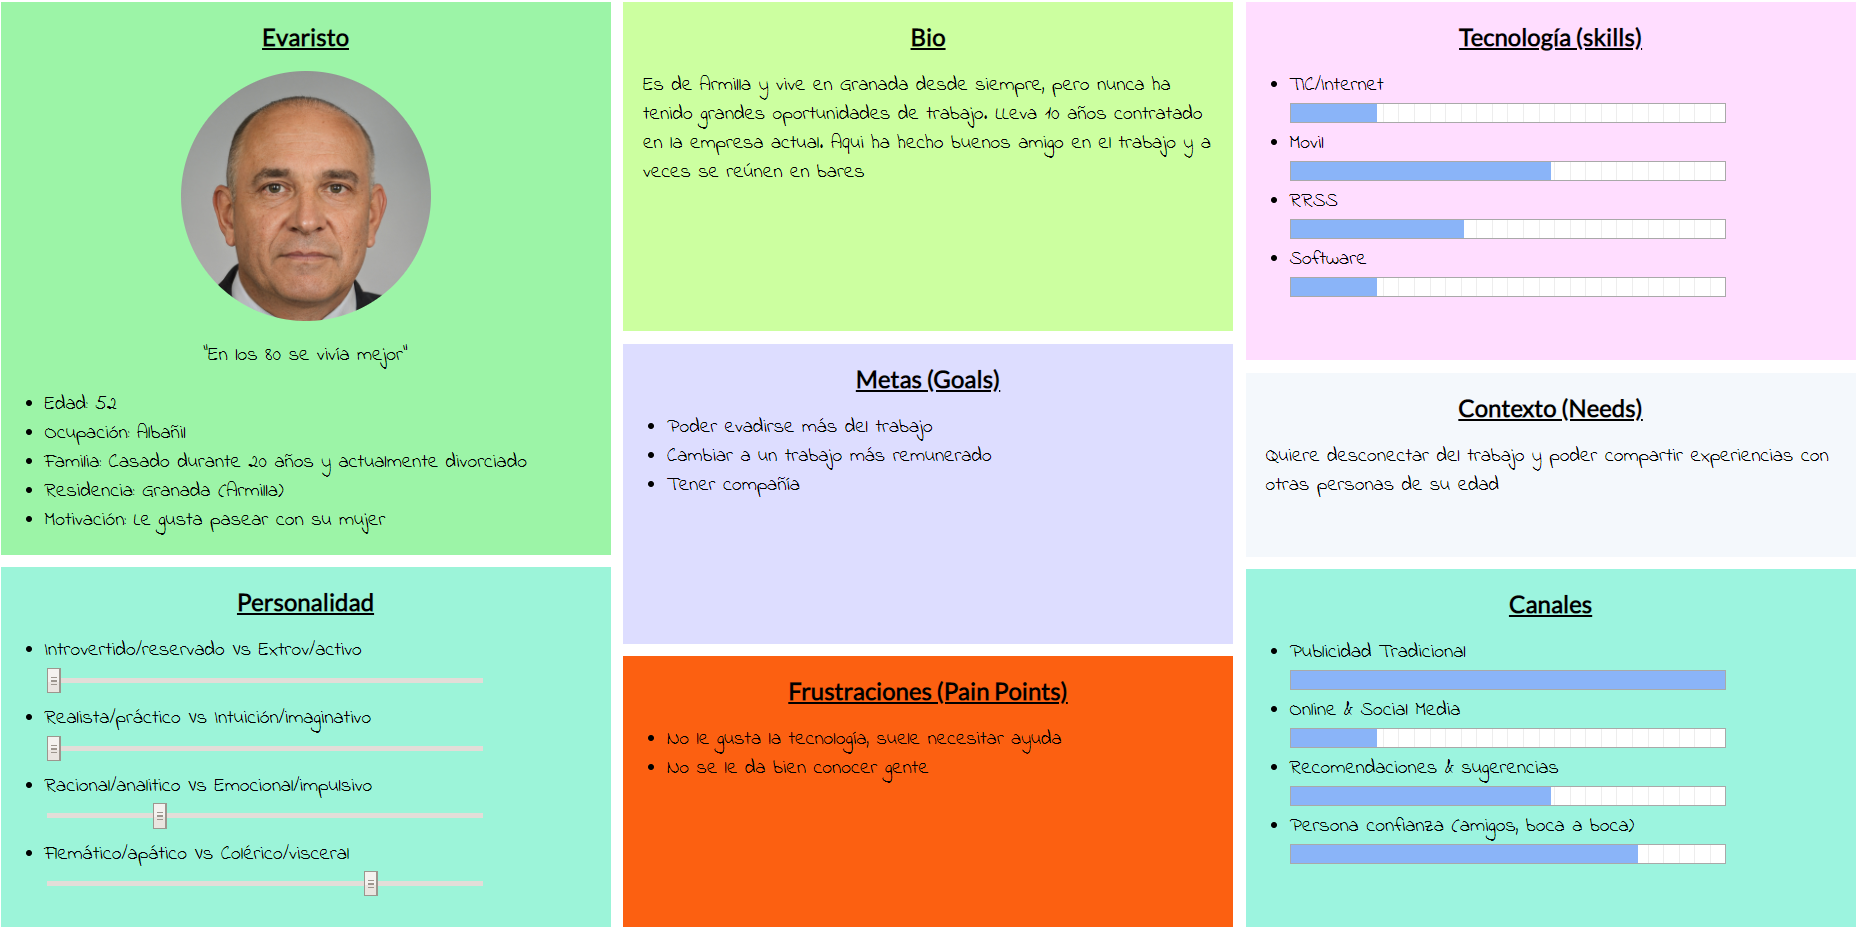 Evaristo
"En los 80 se vivía mejor"
Edad: 52
Ocupación: Albañil
Familia: Casado durante 20 años y actualmente divorciado
Residencia: Granada (Armilla)
Motivación: Le gusta pasear con su mujer
Personalidad
Introvertido/reservado Vs Extrov/activo
Realista/práctico Vs Intuición/imaginativo
Racional/analitico Vs Emocional/impulsivo
Flemático/apático Vs Colérico/visceral
Bio
Es de Armilla y vive en Granada desde siempre, pero nunca ha
tenido grandes oportunidades de trabajo. LLeva 10 años contratado
en la empresa actual. Aqui ha hecho buenos amigo en el trabajo y a
veces se reúnen en bares
Metas (Goals)
Poder evadirse más del trabajo
Cambiar a un trabajo más remunerado
Tener compañía
Frustraciones (Pain Points)
No le gusta la tecnología, suele necesitar ayuda
No se le da bien conocer gente
Tecnología (skills)
TIC/Internet
Movil
RRSS
Software
Contexto (Needs)
Quiere desconectar del trabajo y poder compartir experiencias con
otras personas de su edad
Canales
Publicidad Tradicional
Online & Social Media
Recomendaciones & sugerencias
Persona confianza (amigos, boca a boca)